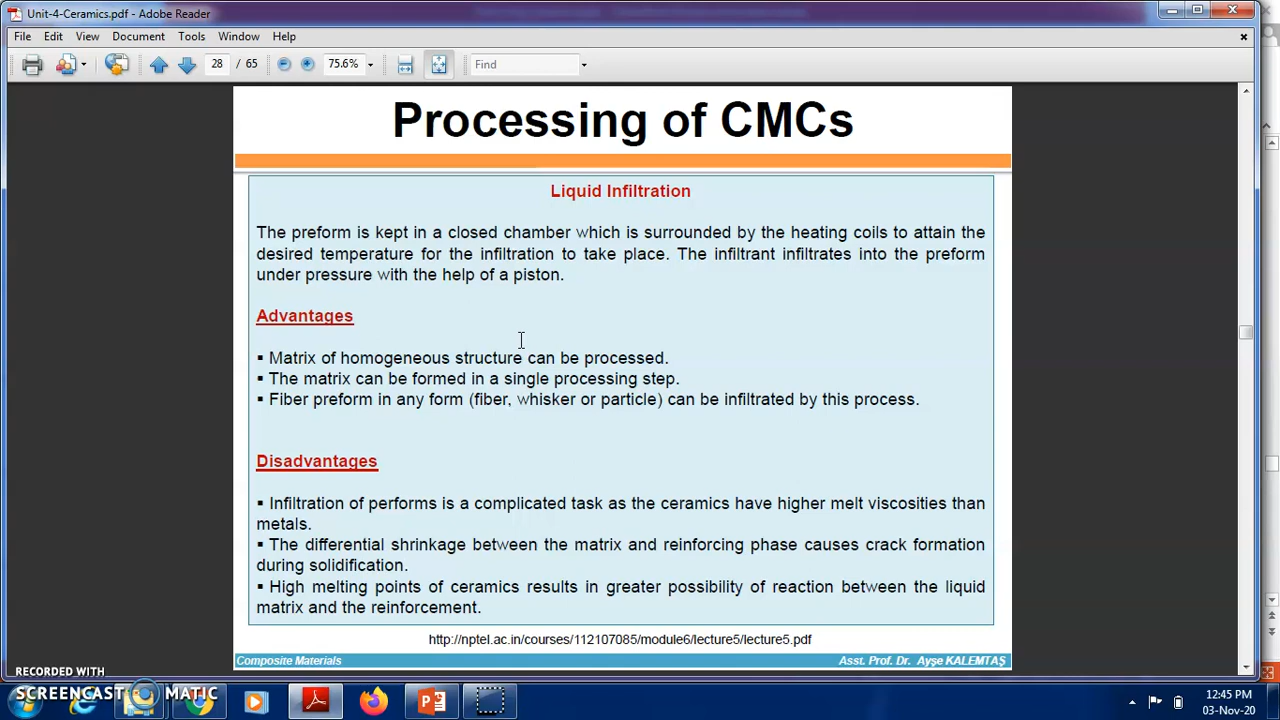 Unit-4-Ceramics.pdf - Adobe Reader
File Edit View Document Tools Window Help
28 / 65 75.6% Find
Processing of CMCs
Liquid Infiltration
The preform is kept in a closed chamber which is surrounded by the heating coils to attain the
desired temperature for the infiltration to take place. The infiltrant infiltrates into the preform
under pressure with the help of a piston.
Advantages
▪ Matrix of homogeneous structure can be processed.
▪ The matrix can be formed in a single processing step.
▪ Fiber preform in any form (fiber, whisker or particle) can be infiltrated by this process.
Disadvantages
▪ Infiltration of performs is a complicated task as the ceramics have higher melt viscosities than
metals.
▪ The differential shrinkage between the matrix and reinforcing phase causes crack formation
during solidification.
▪ High melting points of ceramics results in greater possibility of reaction between the liquid
matrix and the reinforcement.
http://nptel.ac.in/courses/112107085/module6/lecture5/lecture5.pdf
Composite Materials Asst. Prof. Dr. Ayşe KALEMTAŞ
RECORDED WITH
SCREENCAST MATIC
12:45 PM
03-Nov-20